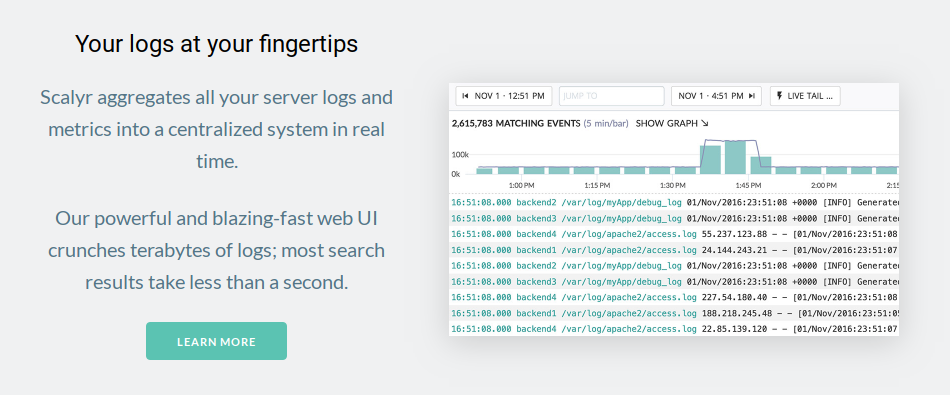 Your logs at your fingertips
Scalyr aggregates all your server logs and
metrics into a centralized system in real
time.
Our powerful and blazing-fast web UI
crunches terabytes of logs; most search
results take less than a second.
LEARN MORE
NOV 1 · 12:51 PM
JUMP TO
NOV 1 · 4:51 PM
LIVE TAIL ...
2,615,783 MATCHING EVENTS (5 min/bar) SHOW GRAPH ↘
100k
0k
1:00 PM 1:15 PM 1:30 PM 1:45 PM 2:00 PM 2:15
16:51:08.000 backend2 /var/log/myApp/debug_log 01/Nov/2016:23:51:08 +0000 [INFO] Generated
16:51:08.000 backend3 /var/log/myApp/debug_log 01/Nov/2016:23:51:08 +0000 [INFO] Generated
16:51:08.000 backend4 /var/log/apache2/access.log 55.237.123.88 - - [01/Nov/2016:23:51:08
16:51:08.000 backend1 /var/log/apache2/access.log 24.144.243.21 - - [01/Nov/2016:23:51:07
16:51:08.000 backend2 /var/log/myApp/debug_log 01/Nov/2016:23:51:08 +0000 [INFO] Generated
16:51:08.000 backend3 /var/log/myApp/debug_log 01/Nov/2016:23:51:08 +0000 [INFO] Generated
16:51:08.000 backend4 /var/log/apache2/access.log 227.54.180.40 - - [01/Nov/2016:23:51:08
16:51:08.000 backend1 /var/log/apache2/access.log 188.218.245.48 - - [01/Nov/2016:23:51:05
16:51:08.000 backend4 /var/log/apache2/access.log 22.85.139.120 - - [01/Nov/2016:23:51:07